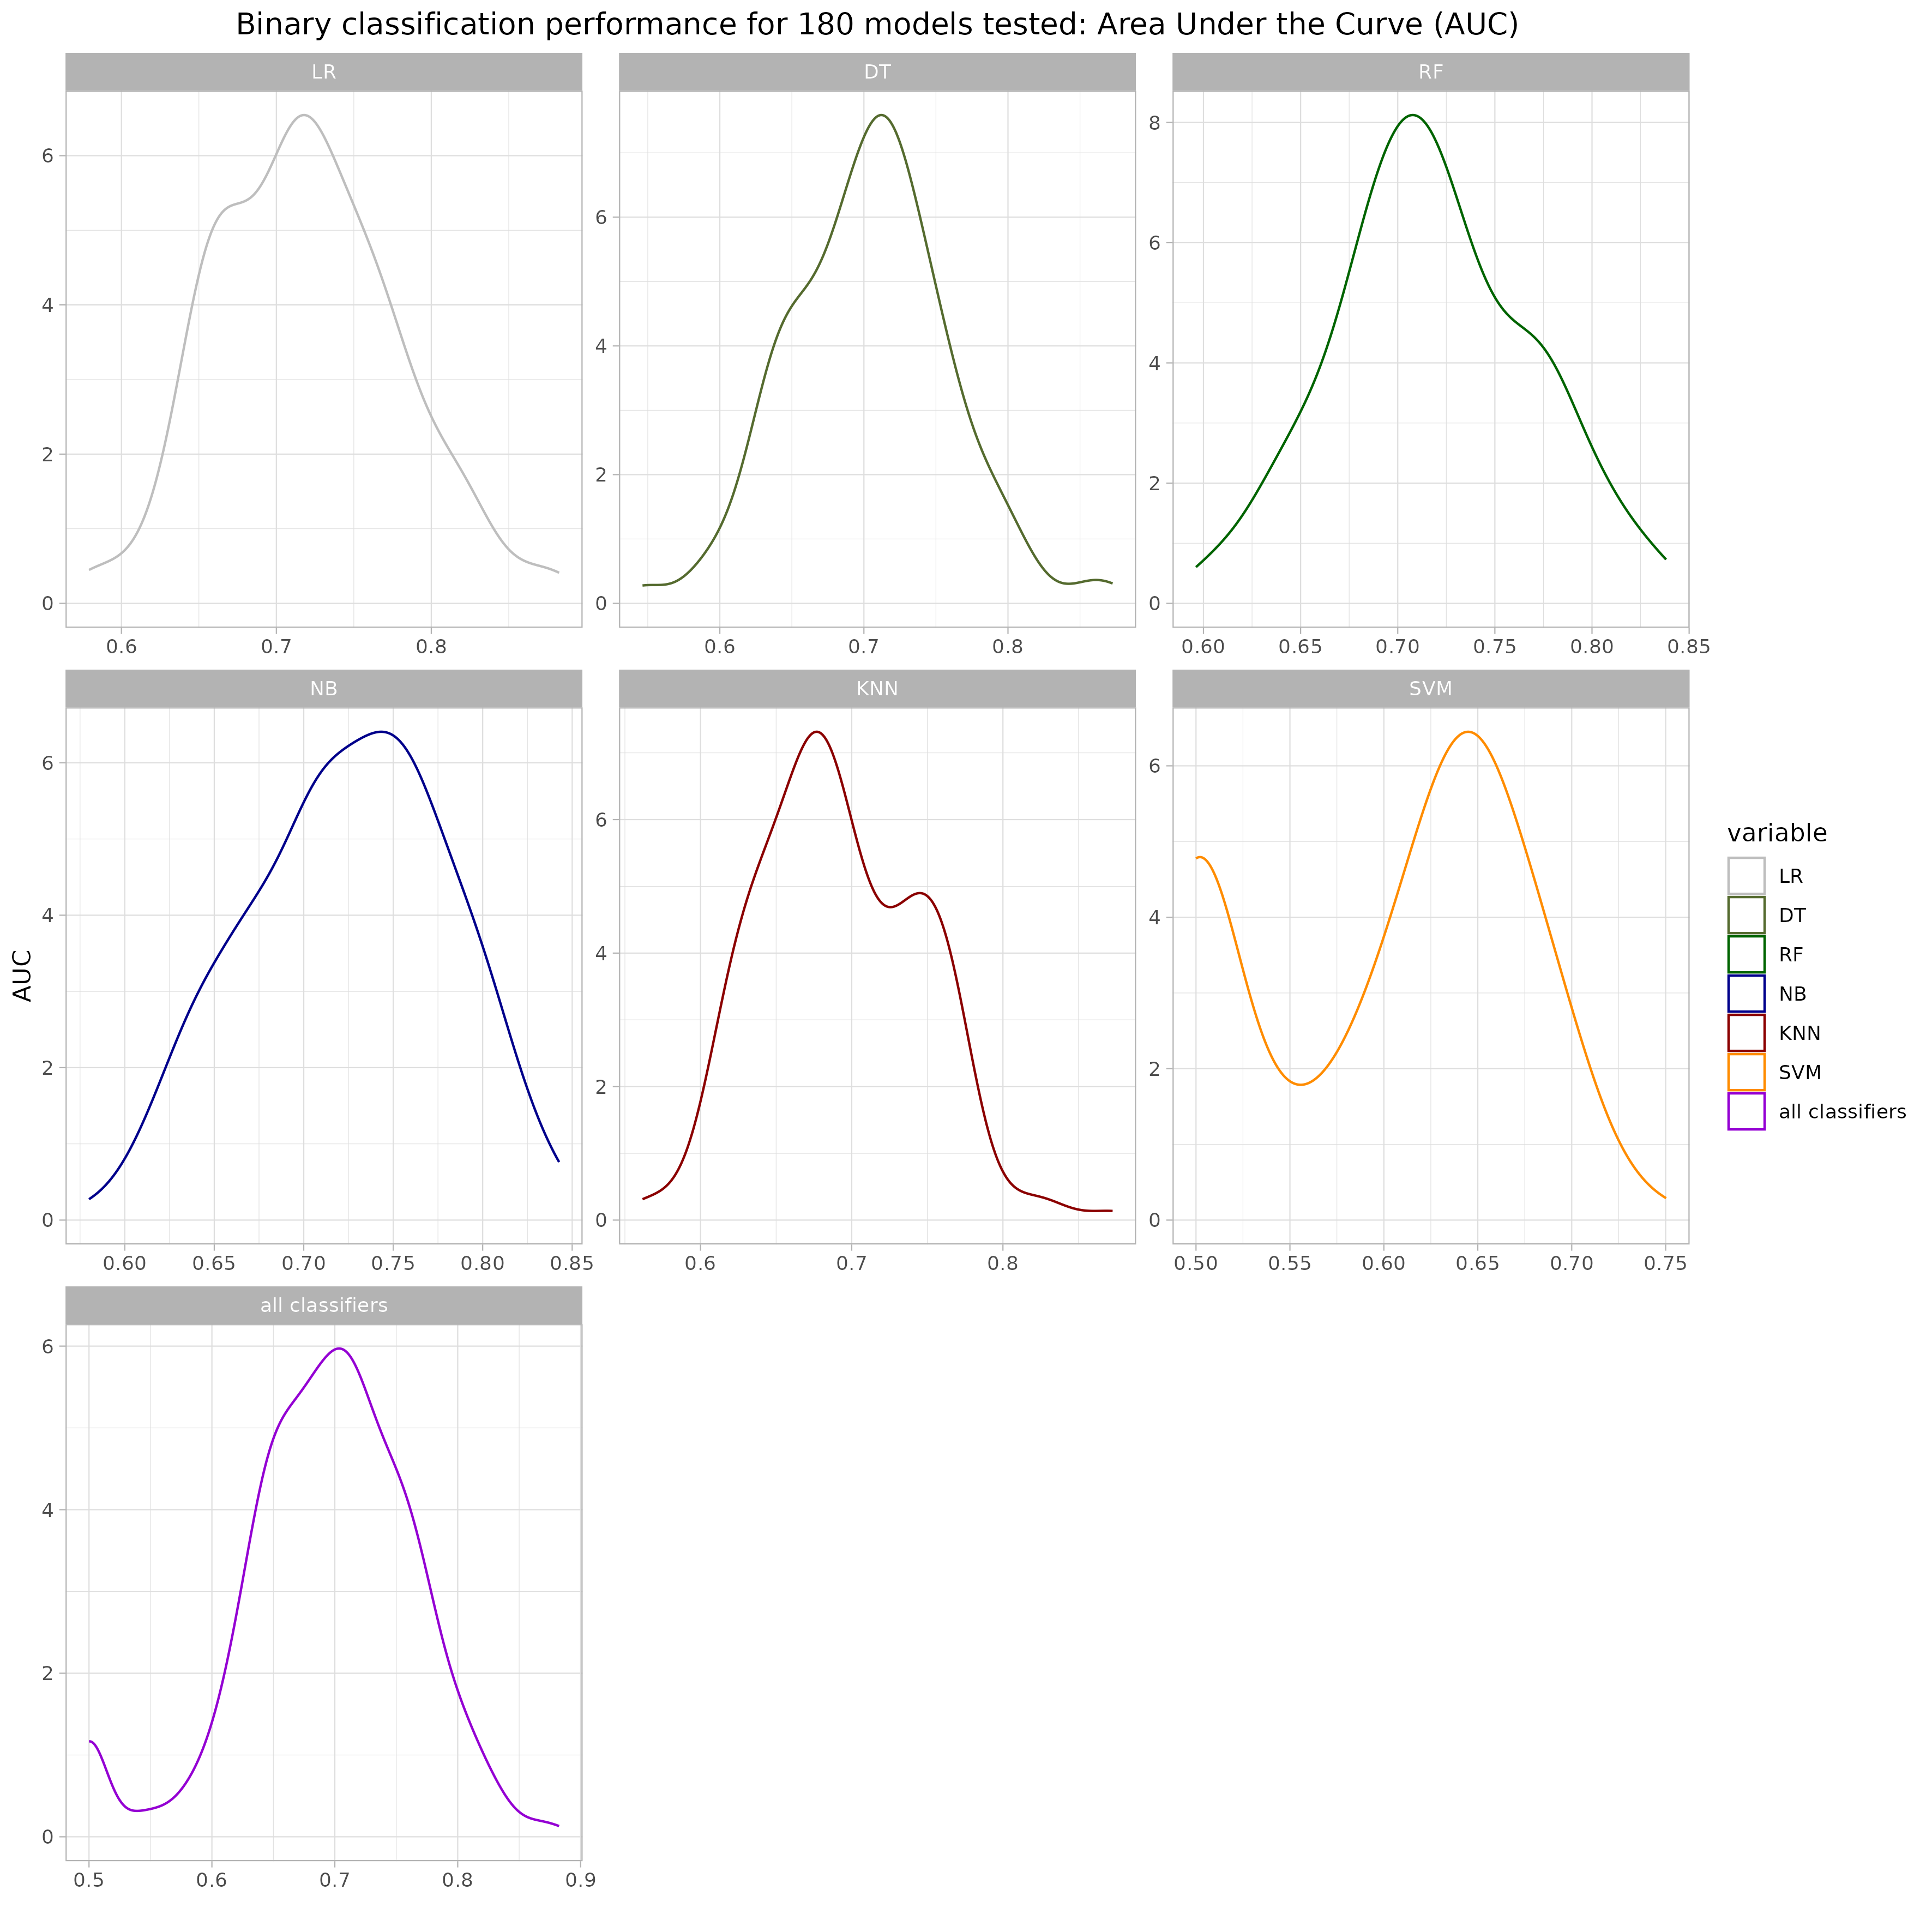 Binary classification performance for 180 models tested: Area Under the Curve (AUC)
LR
DT
RF
6
4
2
0
0.6 0.7 0.8
6
4
2
0
0.6 0.7 0.8
8
6
4
2
0
0.60 0.65 0.70 0.75 0.80 0.85
NB
KNN
SVM
6
4
2
0
0.60 0.65 0.70 0.75 0.80 0.85
6
4
2
0
0.6 0.7 0.8
6
4
2
0
0.50 0.55 0.60 0.65 0.70 0.75
all classifiers
6
4
2
0
0.5 0.6 0.7 0.8 0.9
AUC
variable
LR
DT
RF
NB
KNN
SVM
all classifiers